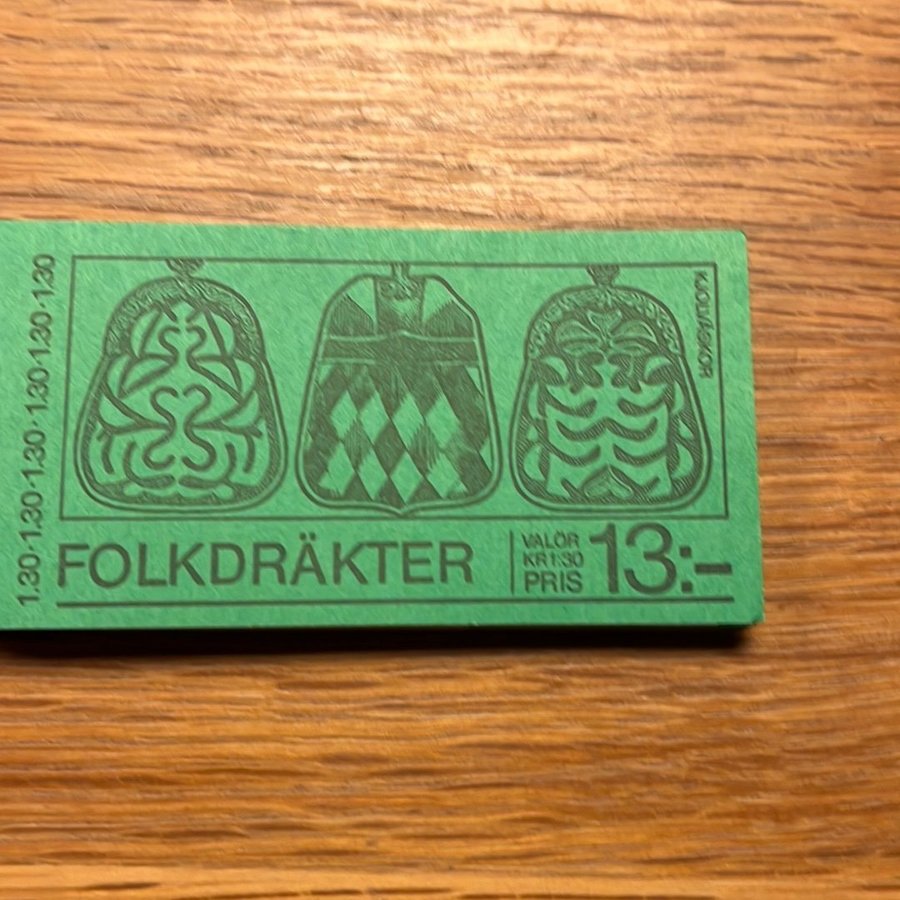 1.30·1.30·1.30·1.30·1.30·1.30
KJOLVÄSKOR
FOLKDRÄKTER
VALÖR
KR 1:30
PRIS 13:–